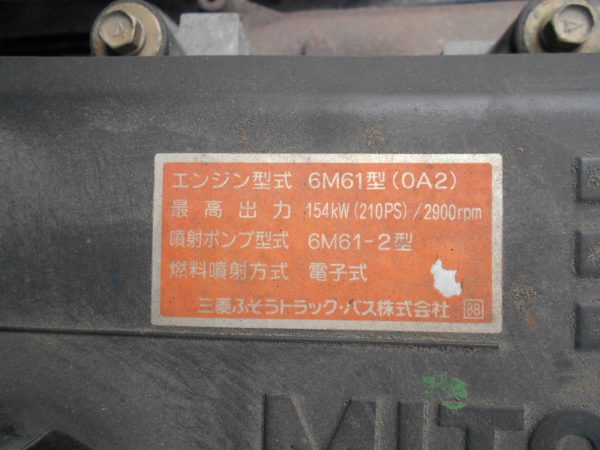 4
4
エンジン型式 6M61型(0A2)
最高出力 154kW(210PS)/2900rpm
噴射ポンプ型式 6M61-2型
燃料噴射方式 電子式
三菱ふそうトラック・バス株式会社
MITS